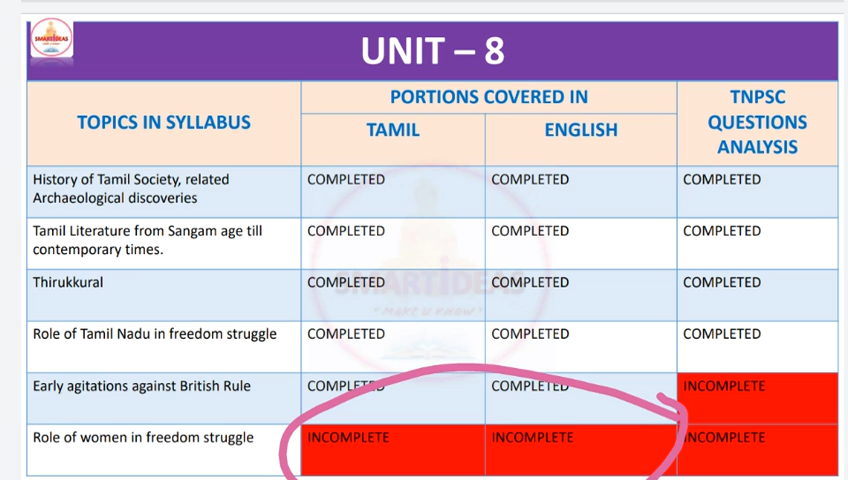 SMARTIDEAS
UNIT – 8
TOPICS IN SYLLABUS
PORTIONS COVERED IN
TAMIL
ENGLISH
TNPSC
QUESTIONS
ANALYSIS
History of Tamil Society, related
Archaeological discoveries
COMPLETED
COMPLETED
COMPLETED
Tamil Literature from Sangam age till
contemporary times.
COMPLETED
COMPLETED
COMPLETED
Thirukkural
COMPLETED
COMPLETED
COMPLETED
SMARTIDEAS
"MAKE U KNOW"
Role of Tamil Nadu in freedom struggle
COMPLETED
COMPLETED
COMPLETED
Early agitations against British Rule
COMPLETED
COMPLETED
INCOMPLETE
Role of women in freedom struggle
INCOMPLETE
INCOMPLETE
INCOMPLETE